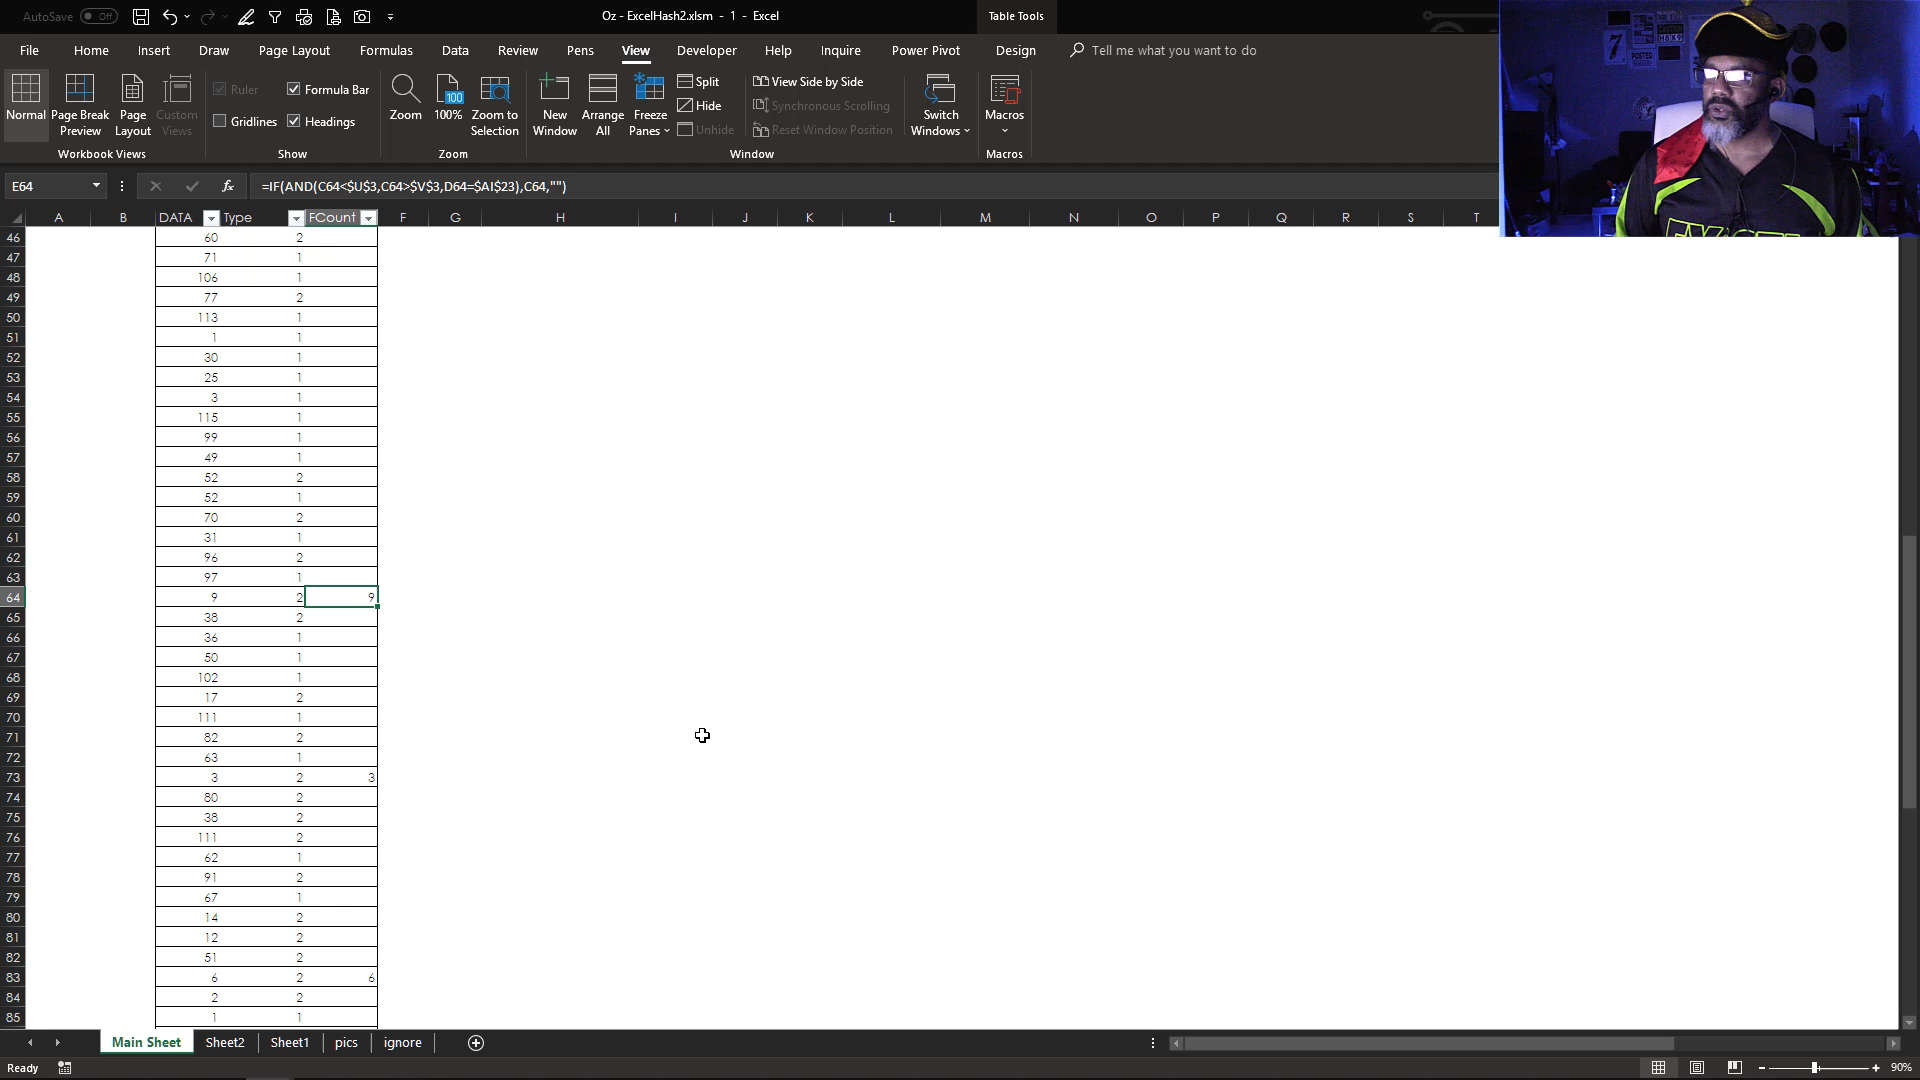 AutoSave Off Oz - ExcelHash2.xlsm - 1 - Excel Table Tools
File Home Insert Draw Page Layout Formulas Data Review Pens View Developer Help Inquire Power Pivot Design Tell me what you want to do
Normal
Page Break Preview
Page Layout
Custom Views
Workbook Views
Ruler
Formula Bar
Gridlines
Headings
Show
Zoom
100
100%
Zoom to Selection
Zoom
New Window
Arrange All
Freeze Panes
Split
Hide
Unhide
View Side by Side
Synchronous Scrolling
Reset Window Position
Switch Windows
Window
Macros
Macros
E64 fx =IF(AND(C64<$U$3,C64>$V$3,D64=$AI$23),C64,"")
A B DATA Type FCount F G H I J K L M N O P Q R S T
46 60 2
47 71 1
48 106 1
49 77 2
50 113 1
51 1 1
52 30 1
53 25 1
54 3 1
55 115 1
56 99 1
57 49 1
58 52 2
59 52 1
60 70 2
61 31 1
62 96 2
63 97 1
64 9 2 9
65 38 2
66 36 1
67 50 1
68 102 1
69 17 2
70 111 1
71 82 2
72 63 1
73 3 2 3
74 80 2
75 38 2
76 111 2
77 62 1
78 91 2
79 67 1
80 14 2
81 12 2
82 51 2
83 6 2 6
84 2 2
85 1 1
Main Sheet Sheet2 Sheet1 pics ignore
Ready 90%